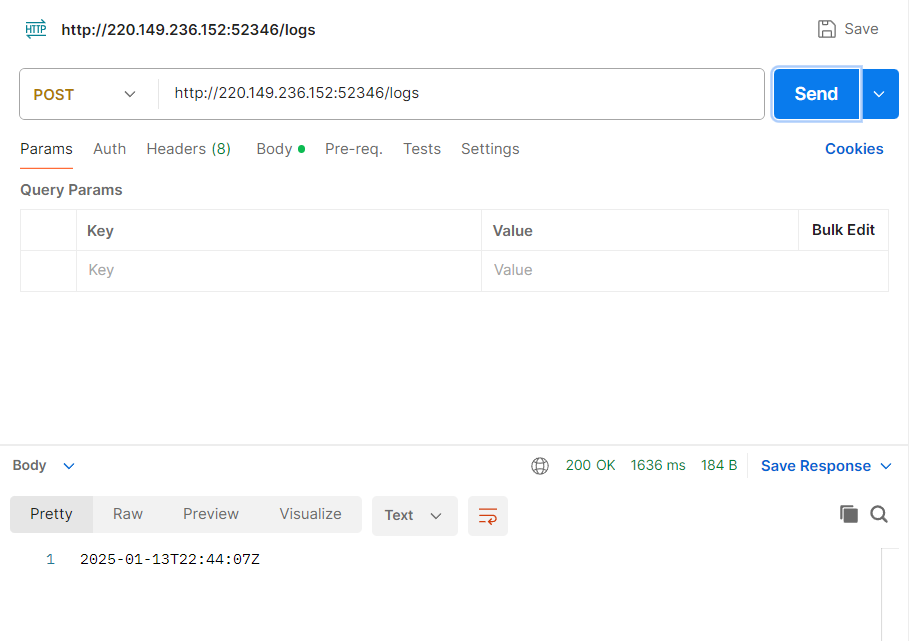 HTTP http://220.149.236.152:52346/logs Save
POST http://220.149.236.152:52346/logs Send
Params Auth Headers (8) Body Pre-req. Tests Settings Cookies
Query Params
Key Value Bulk Edit
Key Value
Body 200 OK 1636 ms 184 B Save Response
Pretty Raw Preview Visualize Text
1 2025-01-13T22:44:07Z